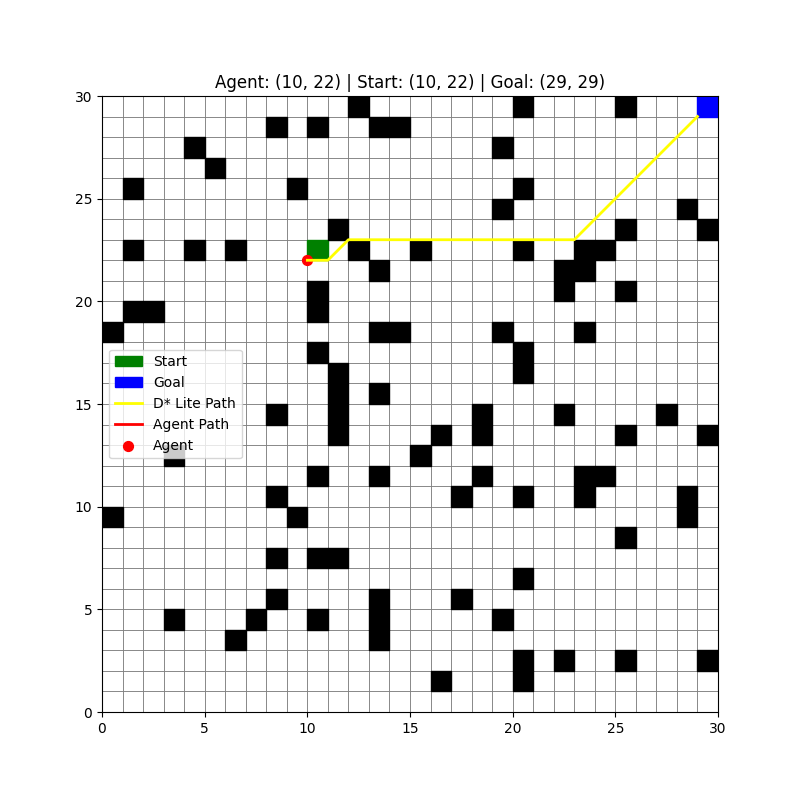 Agent: (10, 22) | Start: (10, 22) | Goal: (29, 29)
30
25
20
15
10
5
0
Start
Goal
D* Lite Path
Agent Path
Agent
0 5 10 15 20 25 30